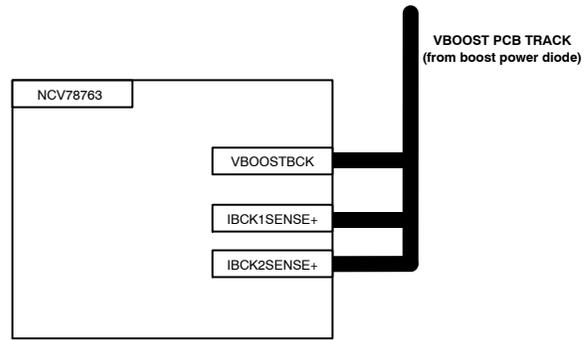 VBOOST PCB TRACK
(from boost power diode)
NCV78763
VBOOSTBCK
IBCK1SENSE+
IBCK2SENSE+